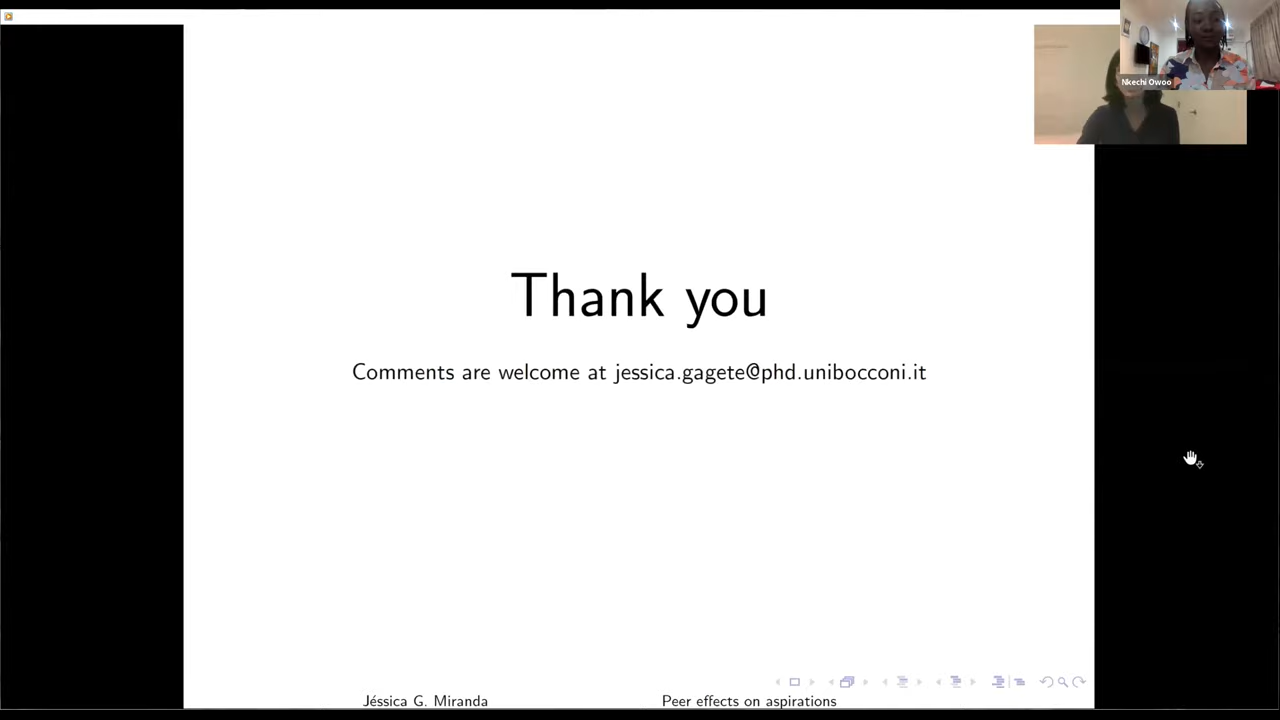 Nkechi Owoo
Thank you
Comments are welcome at jessica.gagete@phd.unibocconi.it
Jéssica G. Miranda
Peer effects on aspirations